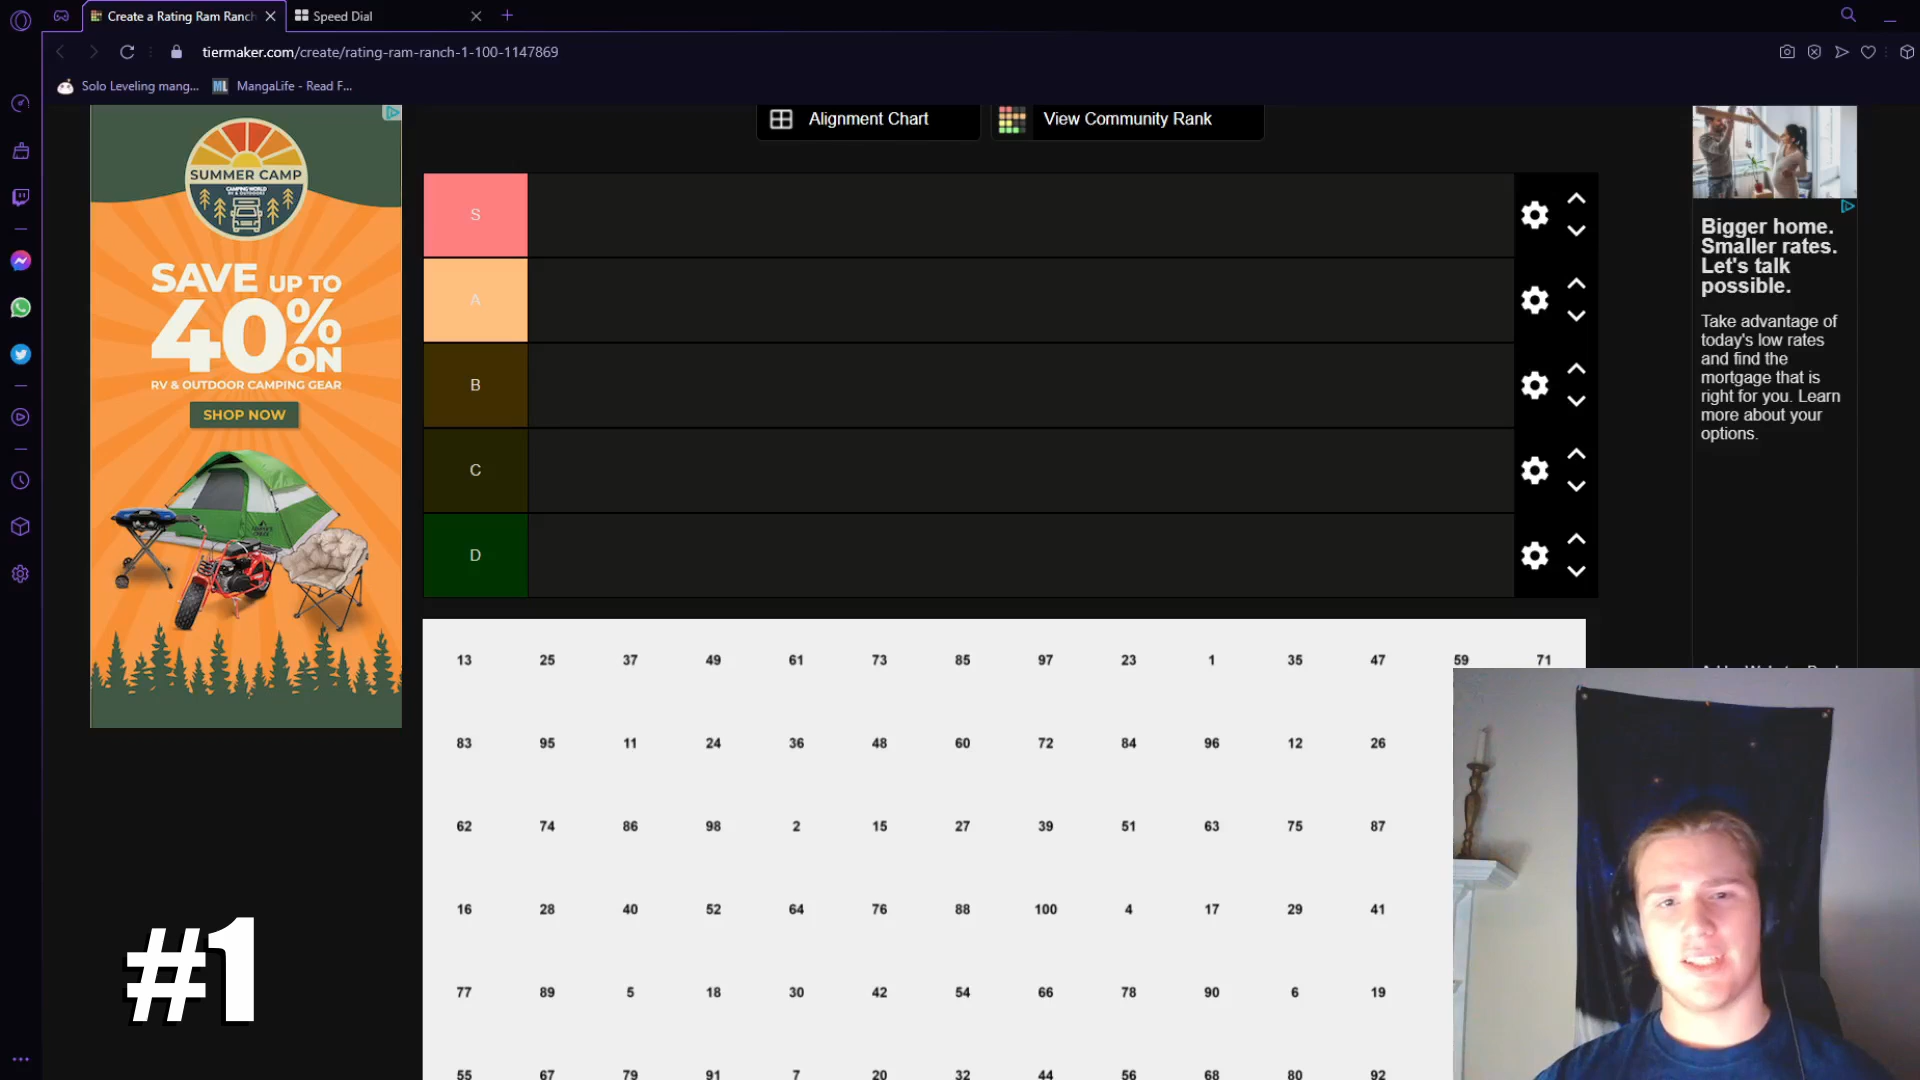 Create a Rating Ram Ranch
Speed Dial
tiermaker.com/create/rating-ram-ranch-1-100-1147869
Solo Leveling mang...
ML
MangaLife - Read F...
Alignment Chart
View Community Rank
SUMMER CAMP
CAMPING WORLD
RV & OUTDOORS
SAVE UP TO
40%
ON
RV & OUTDOOR CAMPING GEAR
SHOP NOW
S
A
B
C
D
Bigger home.
Smaller rates.
Let's talk
possible.
Take advantage of
today's low rates
and find the
mortgage that is
right for you. Learn
more about your
options.
13 25 37 49 61 73 85 97 23 1 35 47 59 71
83 95 11 24 36 48 60 72 84 96 12 26
62 74 86 98 2 15 27 39 51 63 75 87
16 28 40 52 64 76 88 100 4 17 29 41
77 89 5 18 30 42 54 66 78 90 6 19
55 67 79 91 7 20 32 44 56 68 80 92
#1